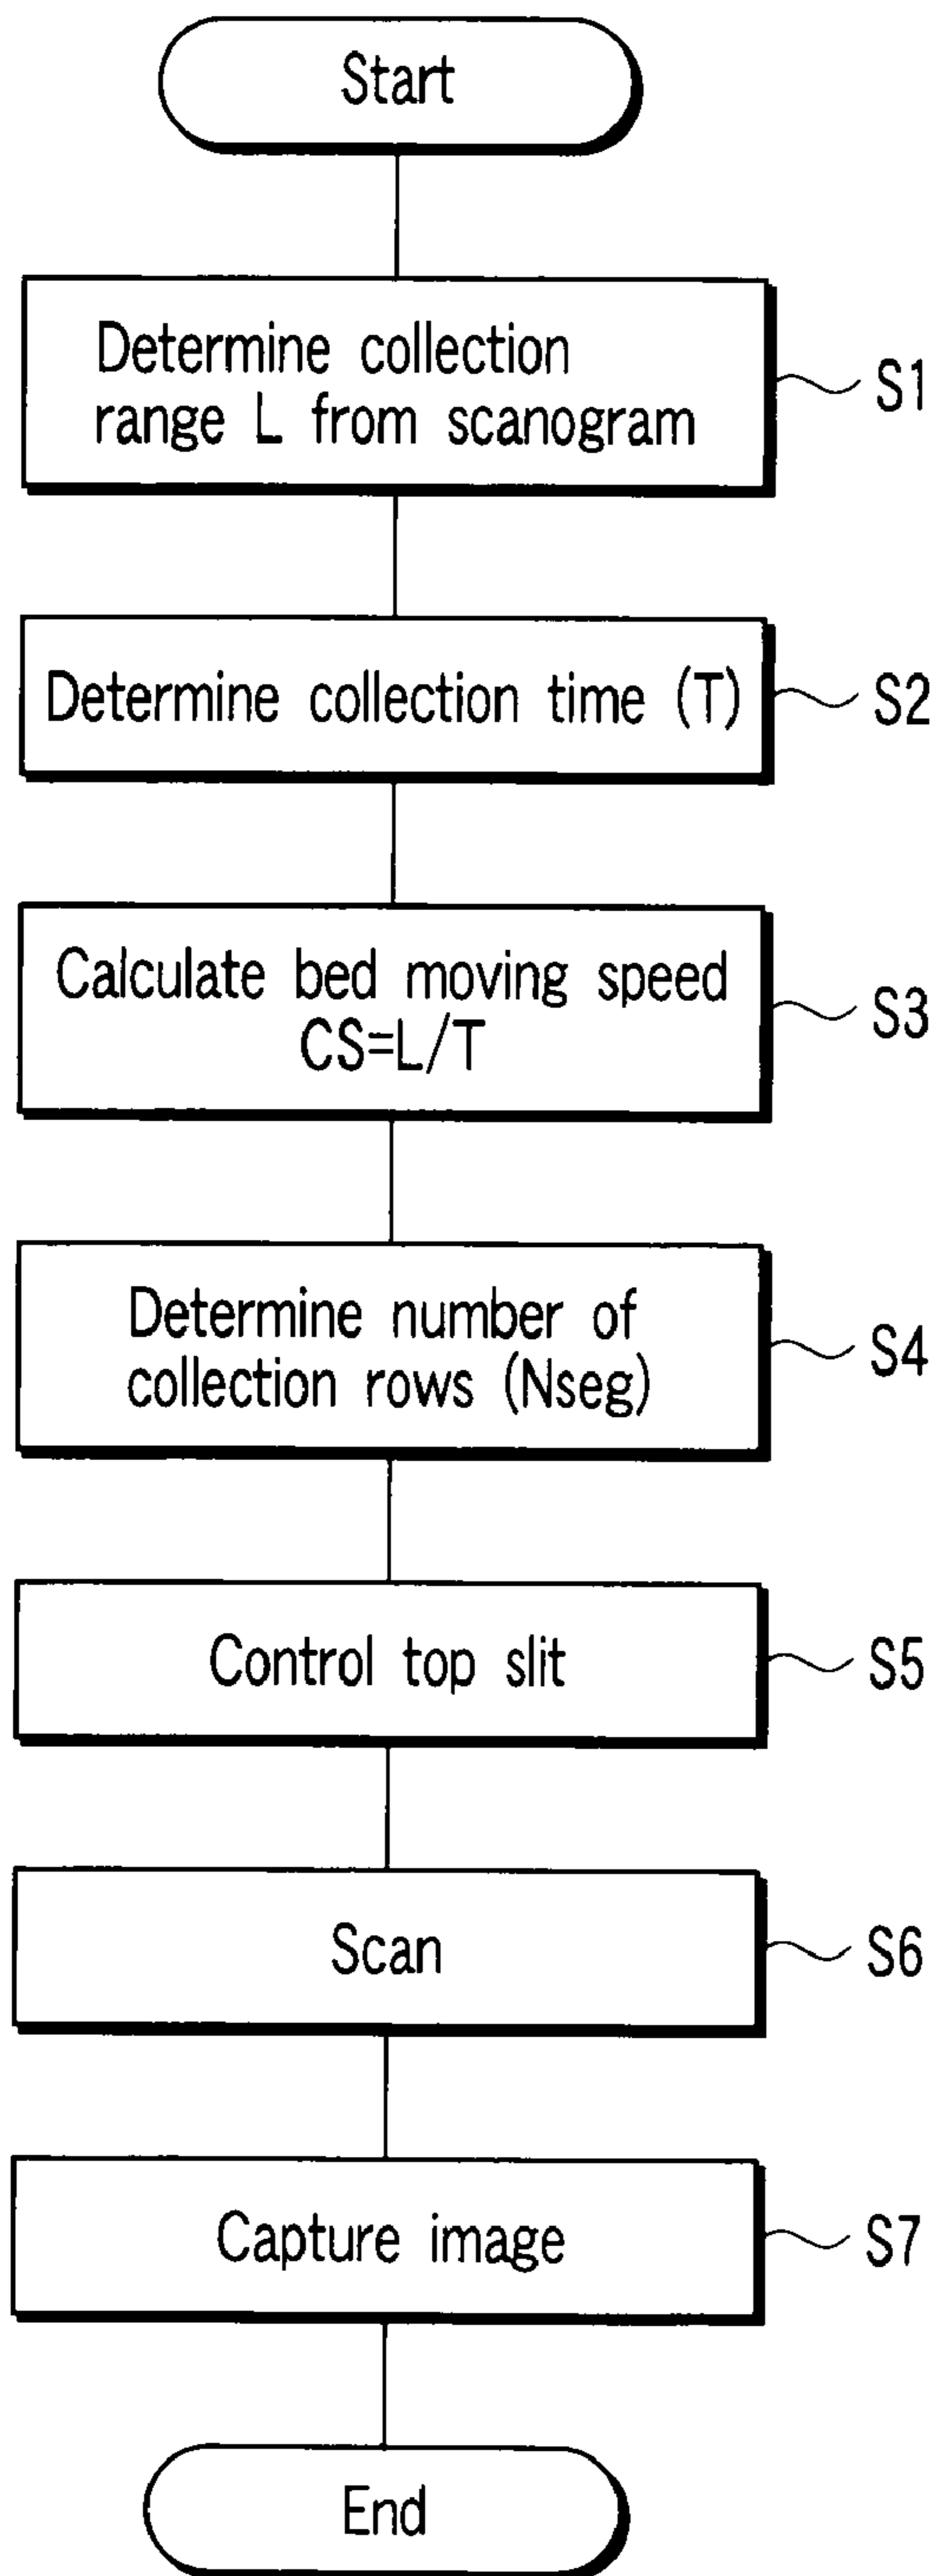 Start
Determine collection
range L from scanogram
S1
Determine collection time (T)
S2
Calculate bed moving speed
CS=L/T
S3
Determine number of
collection rows (Nseg)
S4
Control top slit
S5
Scan
S6
Capture image
S7
End